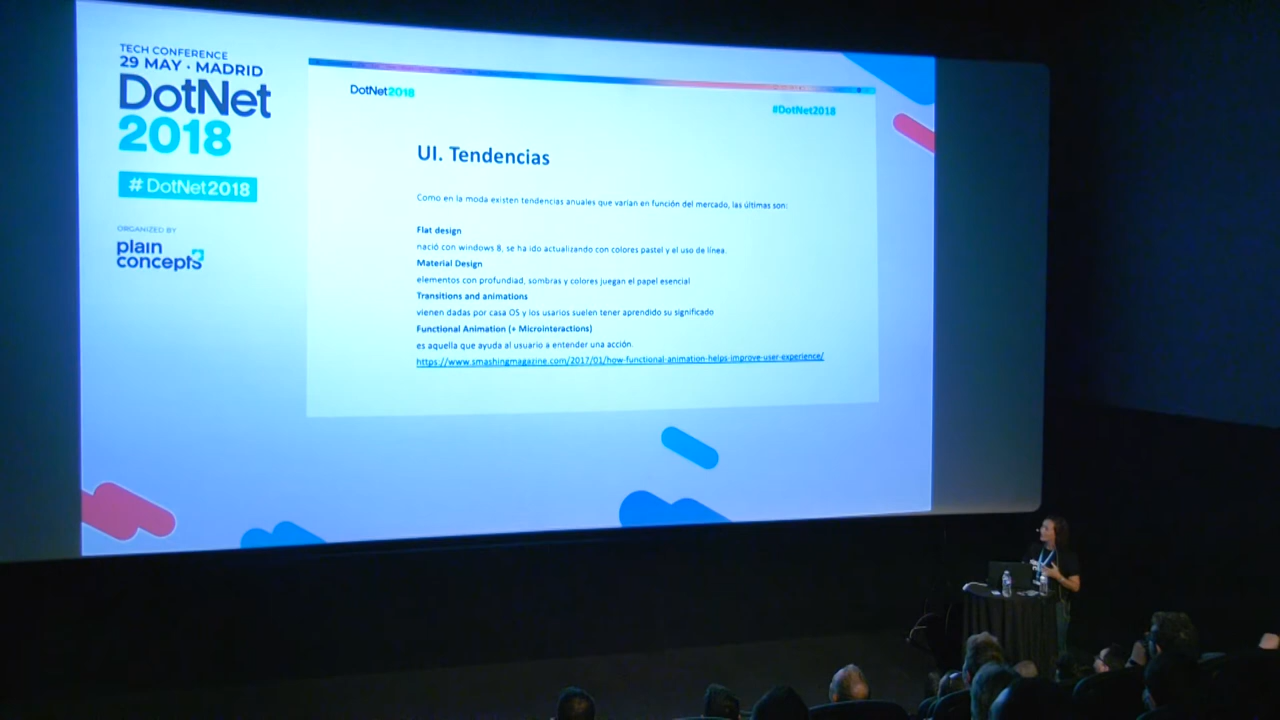 TECH CONFERENCE
29 MAY · MADRID
DotNet
2018
#DotNet2018
ORGANIZED BY
plain
concepts
DotNet2018
#DotNet2018
UI. Tendencias
Como en la moda existen tendencias anuales que varían en función del mercado, las últimas son:
Flat design
nació con windows 8, se ha ido actualizando con colores pastel y el uso de línea.
Material Design
elementos con profundiad, sombras y colores juegan el papel esencial
Transitions and animations
vienen dadas por casa OS y los usarios suelen tener aprendido su significado
Functional Animation (+ Microinteractions)
es aquella que ayuda al usuario a entender una acción.
https://www.smashingmagazine.com/2017/01/how-functional-animation-helps-improve-user-experience/